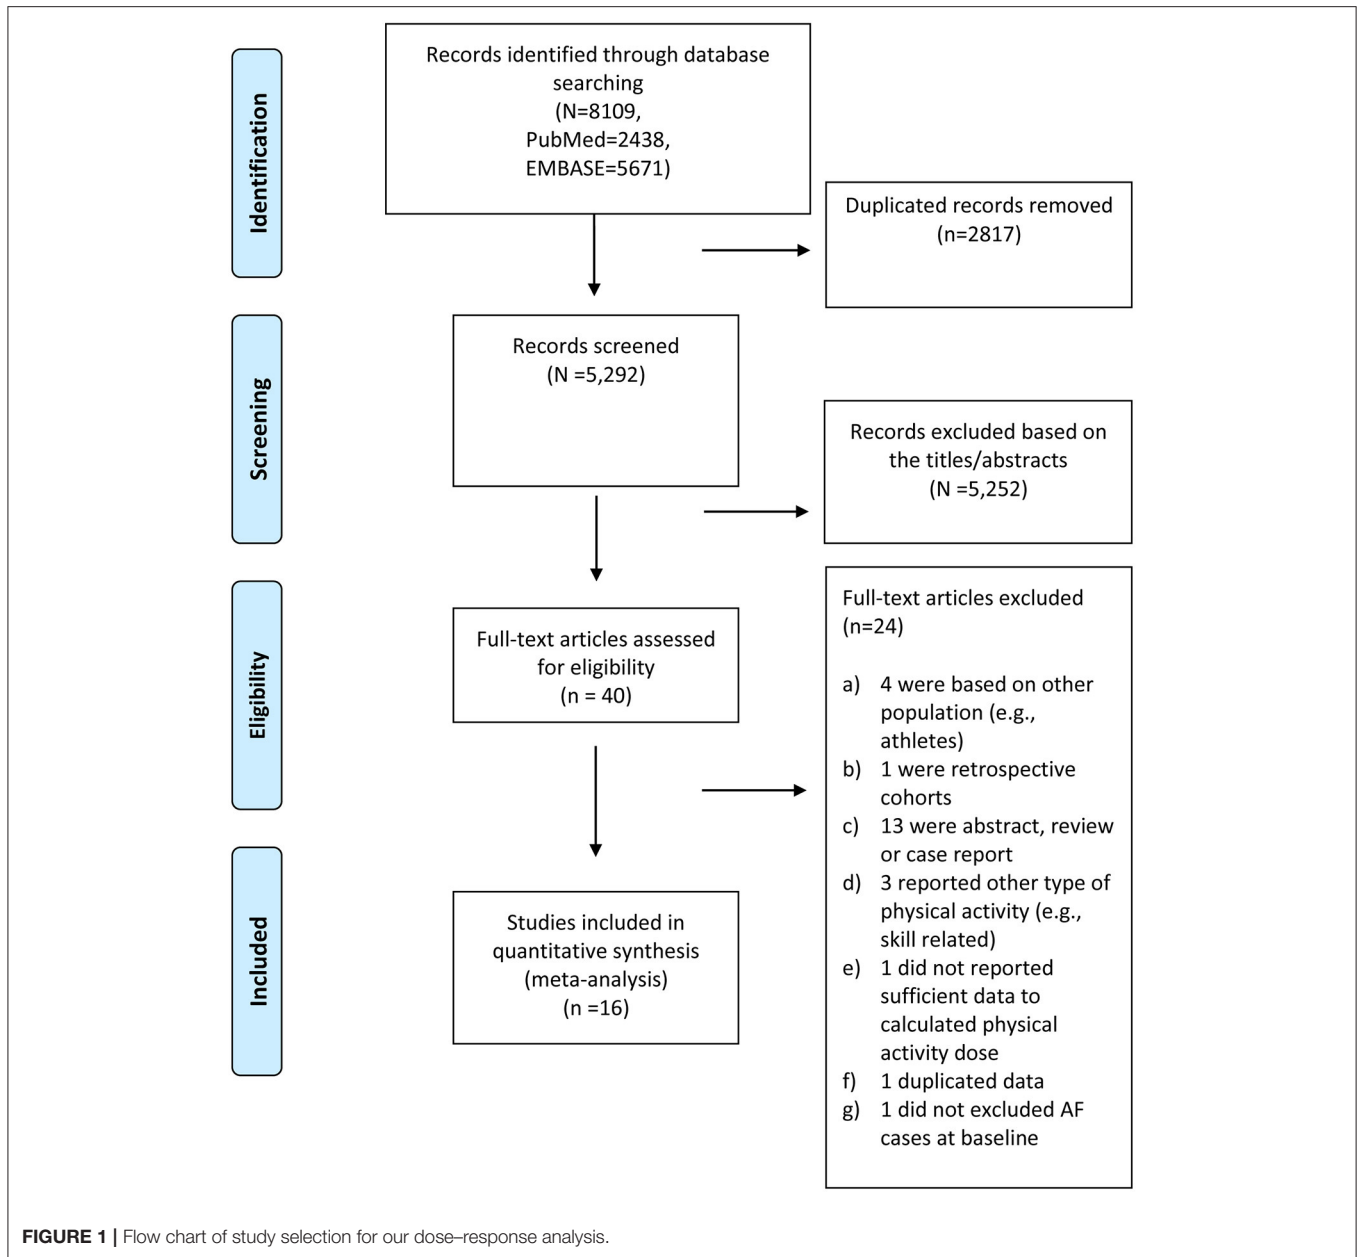 Identification
Records identified through database
searching
(N=8109,
PubMed=2438,
EMBASE=5671)
Duplicated records removed
(n=2817)
Screening
Records screened
(N =5,292)
Records excluded based on
the titles/abstracts
(N =5,252)
Eligibility
Full-text articles assessed
for eligibility
(n = 40)
Full-text articles excluded
(n=24)
a) 4 were based on other
population (e.g.,
athletes)
b) 1 were retrospective
cohorts
c) 13 were abstract, review
or case report
d) 3 reported other type of
physical activity (e.g.,
skill related)
e) 1 did not reported
sufficient data to
calculated physical
activity dose
f) 1 duplicated data
g) 1 did not excluded AF
cases at baseline
Included
Studies included in
quantitative synthesis
(meta-analysis)
(n =16)
FIGURE 1 | Flow chart of study selection for our dose–response analysis.